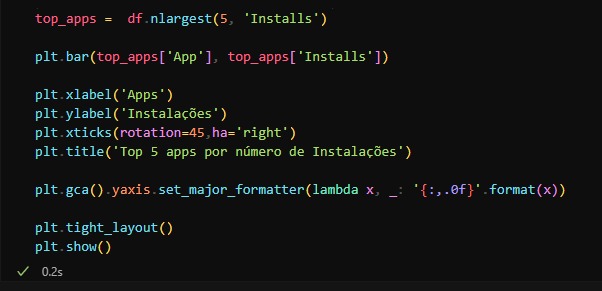 top_apps =  df.nlargest(5, 'Installs')
plt.bar(top_apps['App'], top_apps['Installs'])
plt.xlabel('Apps')
plt.ylabel('Instalações')
plt.xticks(rotation=45,ha='right')
plt.title('Top 5 apps por número de Instalações')
plt.gca().yaxis.set_major_formatter(lambda x, _: '{:,.0f}'.format(x))
plt.tight_layout()
plt.show()
0.2s